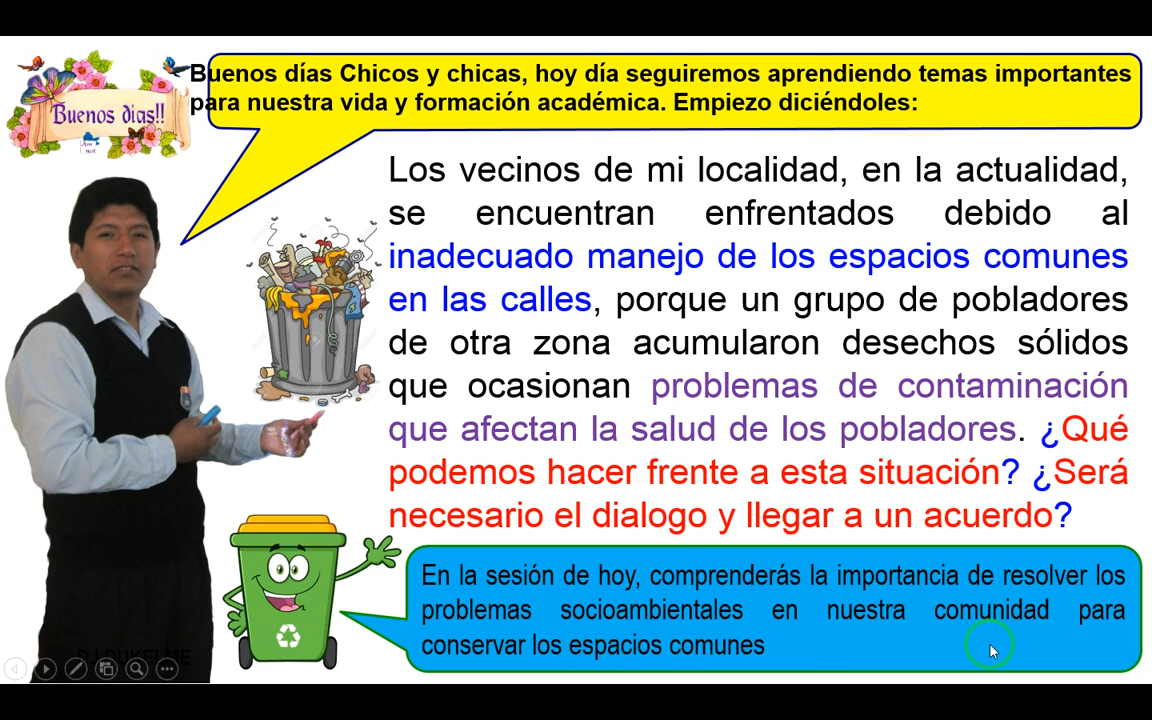 Buenos días Chicos y chicas, hoy día seguiremos aprendiendo temas importantes
para nuestra vida y formación académica. Empiezo diciéndoles:
Buenos dias!!
Los vecinos de mi localidad, en la actualidad,
se encuentran enfrentados debido al
inadecuado manejo de los espacios comunes
en las calles, porque un grupo de pobladores
de otra zona acumularon desechos sólidos
que ocasionan problemas de contaminación
que afectan la salud de los pobladores. ¿Qué
podemos hacer frente a esta situación? ¿Será
necesario el dialogo y llegar a un acuerdo?
En la sesión de hoy, comprenderás la importancia de resolver los
problemas socioambientales en nuestra comunidad para
conservar los espacios comunes